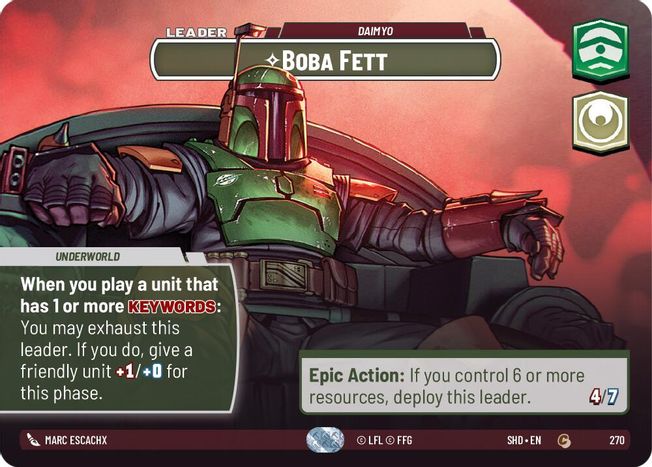 LEADER
DAIMYO
BOBA FETT
UNDERWORLD
When you play a unit that
has 1 or more KEYWORDS:
You may exhaust this
leader. If you do, give a
friendly unit +1/+0 for
this phase.
Epic Action: If you control 6 or more
resources, deploy this leader.
4/7
MARC ESCACHX
© LFL © FFG
SHD • EN
270